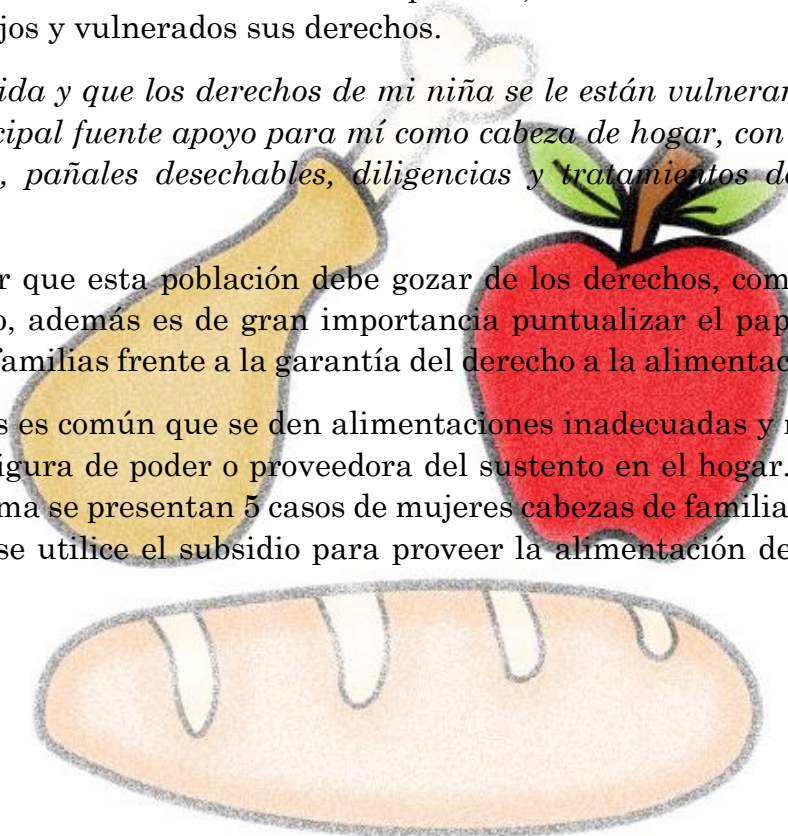 jos y vulnerados sus derechos.
ida y que los derechos de mi niña se le están vulnerar
cipal fuente apoyo para mí como cabeza de hogar, con
, pañales desechables, diligencias y tratamientos de
r que esta población debe gozar de los derechos, com
o, además es de gran importancia puntualizar el pap
familias frente a la garantía del derecho a la alimentac
s es común que se den alimentaciones inadecuadas y
igura de poder o proveedora del sustento en el hogar.
ma se presentan 5 casos de mujeres cabezas de familia
se utilice el subsidio para proveer la alimentación de